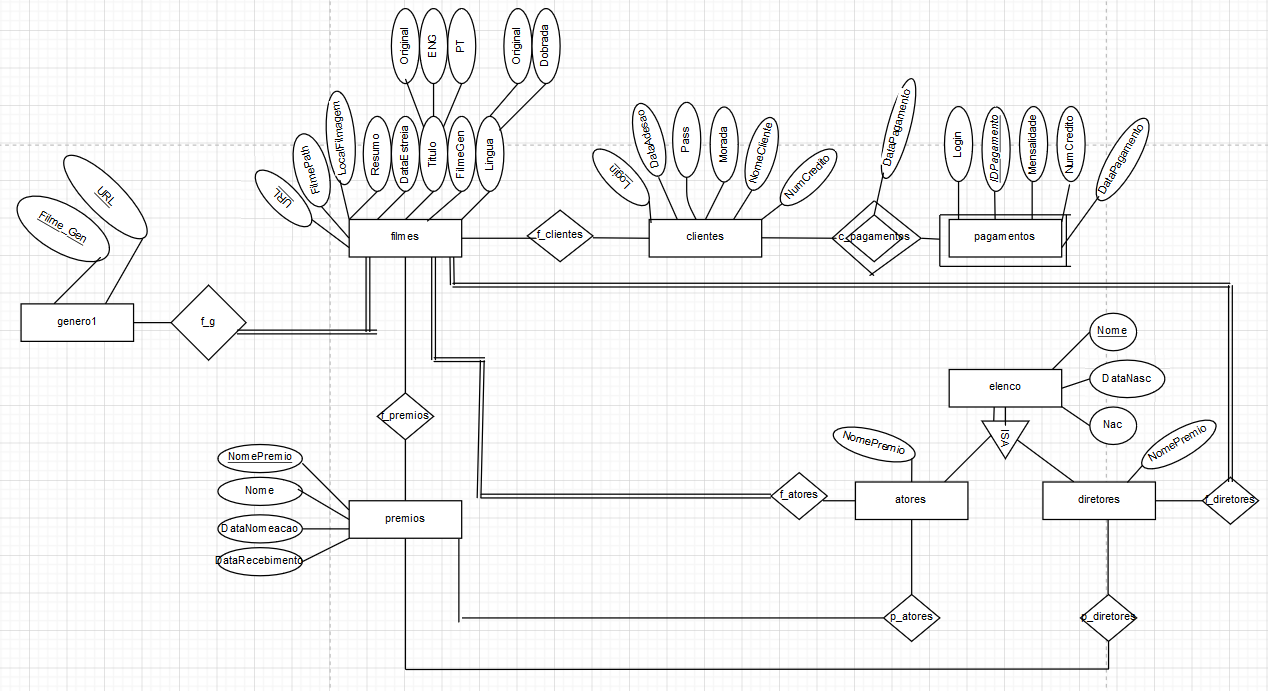 Original
ENG
PT
Original
Dobrada
URL
FilmePath
LocalFilmagem
Resumo
DataEstreia
Titulo
FilmeGen
Lingua
Login
DataAdesao
Pass
Morada
NomeCliente
NumCredito
DataPagamento
Login
IDPagamento
Mensalidade
NumCredito
DataPagamento
Filme_Gen
URL
filmes
f_clientes
clientes
c_pagamentos
pagamentos
genero1
f_g
Nome
elenco
DataNasc
Nac
ISA
f_premios
NomePremio
NomePremio
NomePremio
Nome
DataNomeacao
DataRecebimento
premios
f_atores
atores
diretores
f_diretores
p_atores
p_diretores